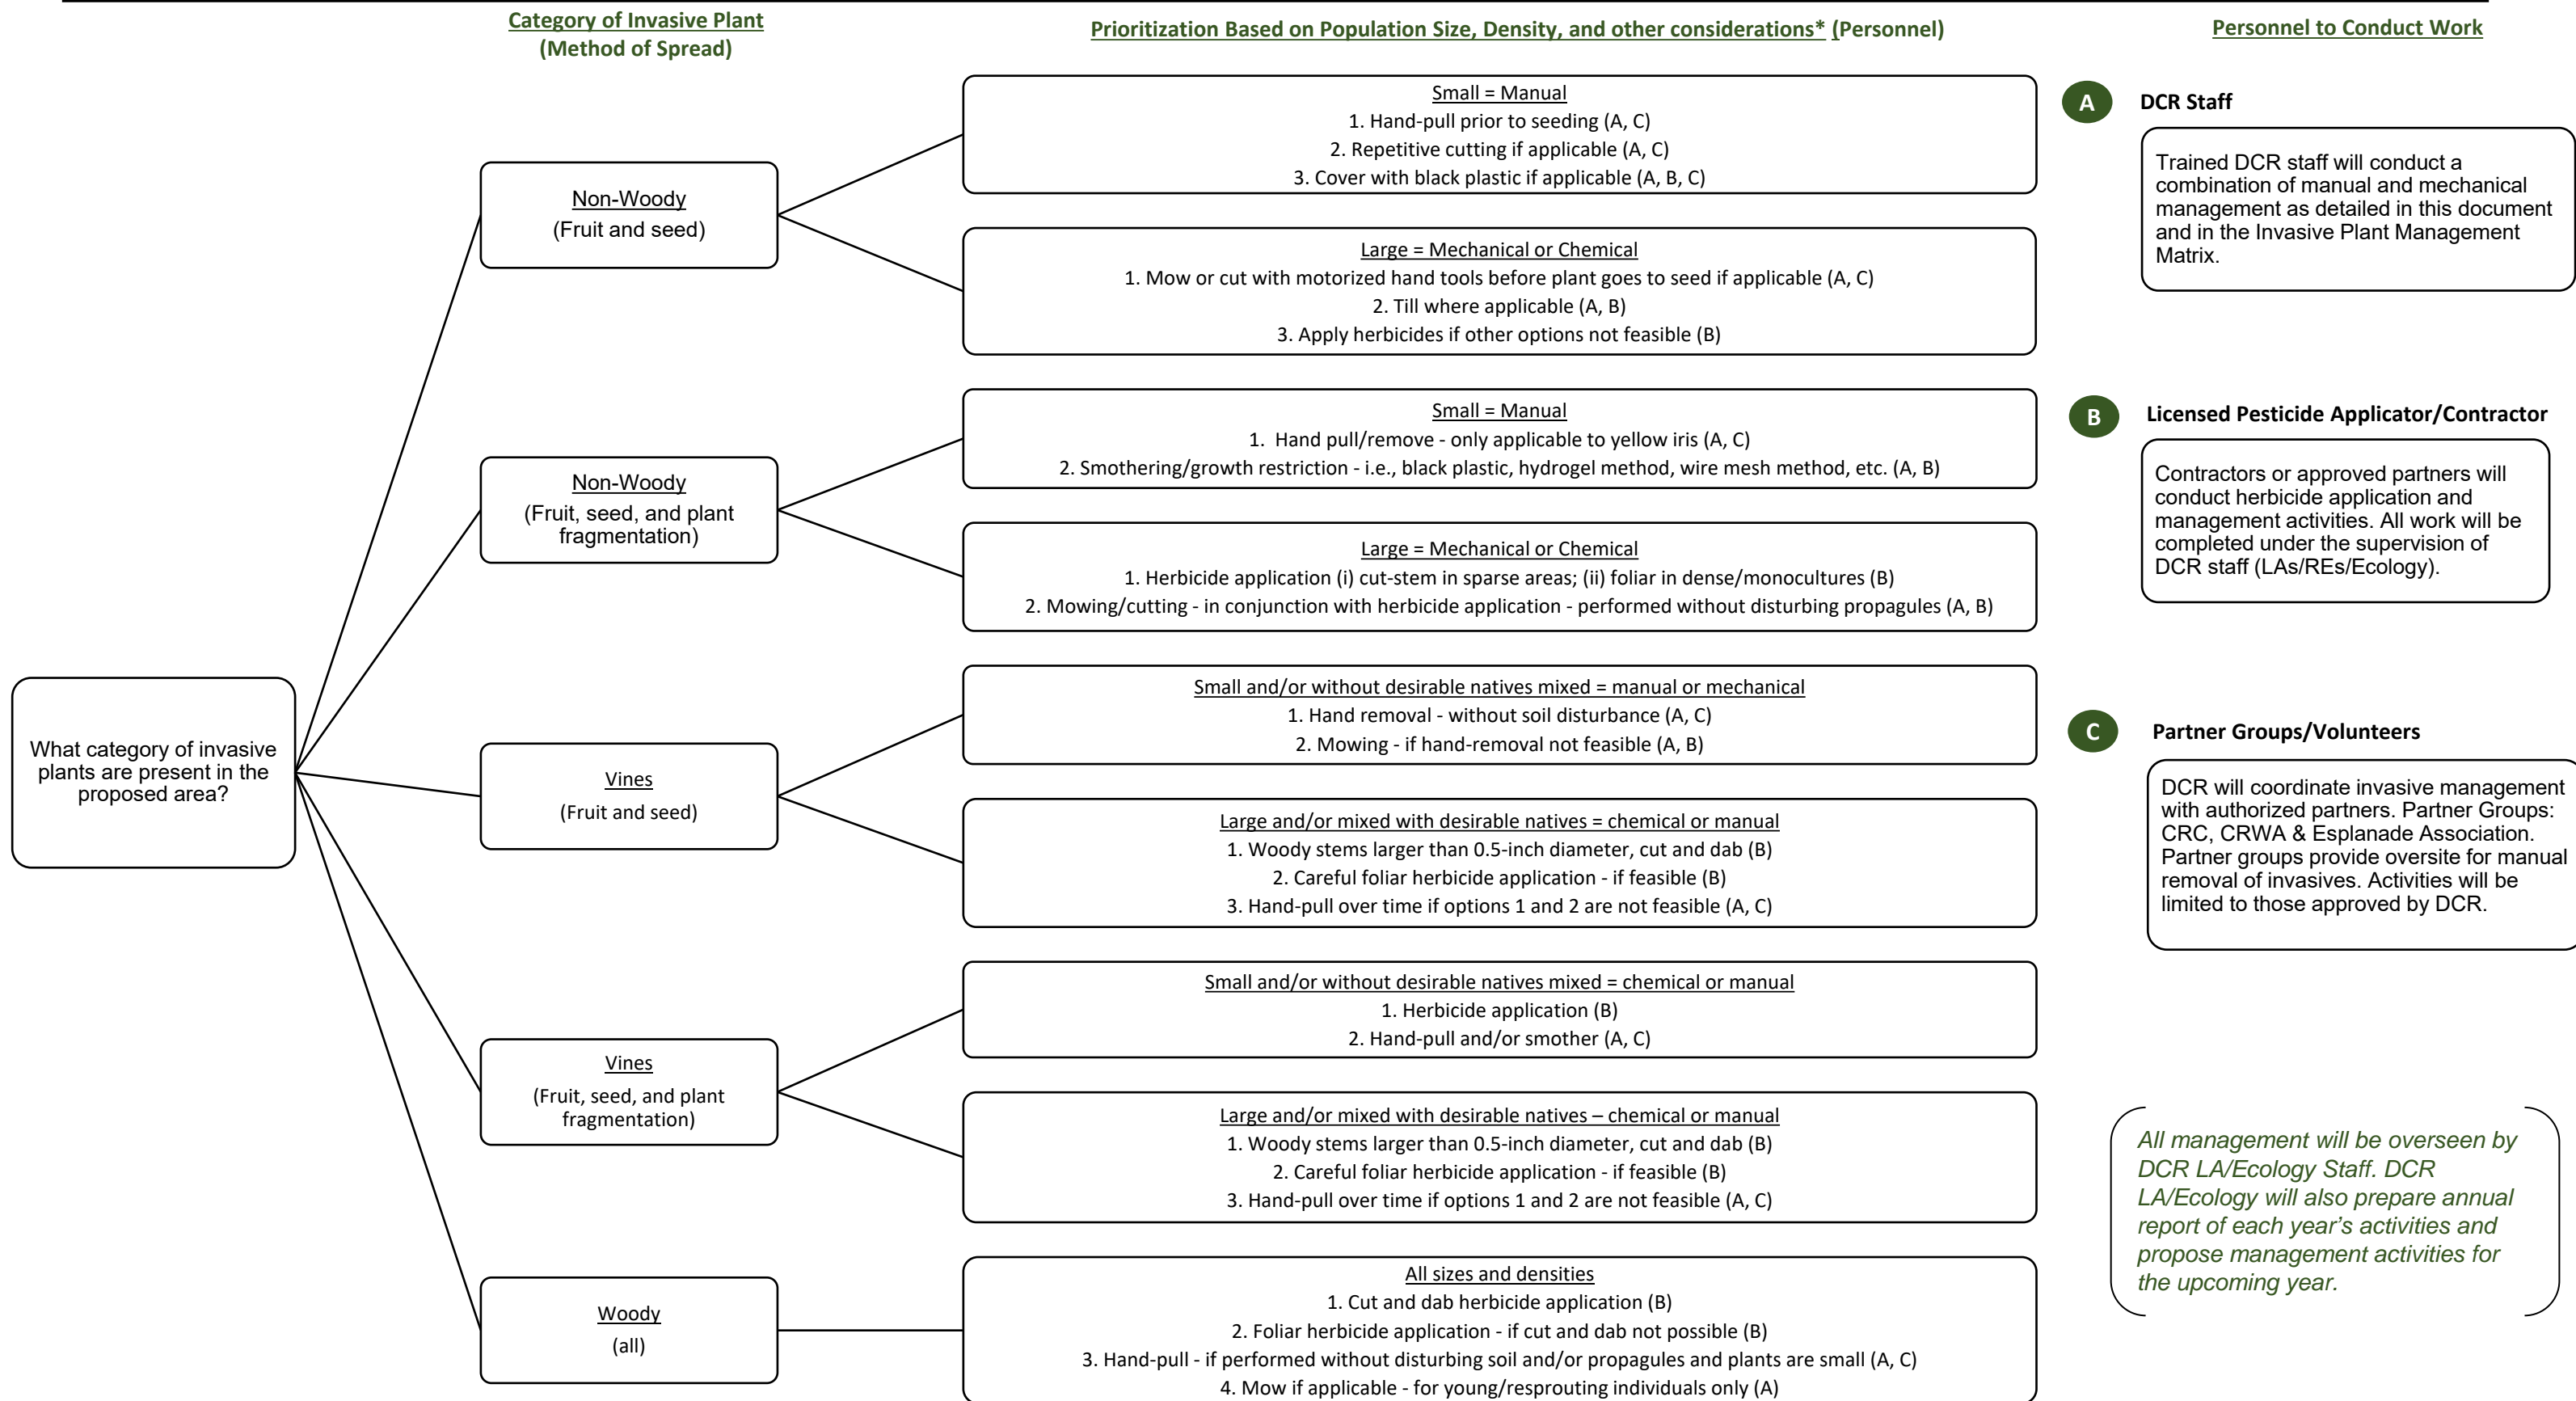 Category of Invasive Plant
(Method of Spread)
Prioritization Based on Population Size, Density, and other considerations* (Personnel)
Personnel to Conduct Work
What category of invasive
plants are present in the
proposed area?
Non-Woody
(Fruit and seed)
Small = Manual
1. Hand-pull prior to seeding (A, C)
2. Repetitive cutting if applicable (A, C)
3. Cover with black plastic if applicable (A, B, C)
Large = Mechanical or Chemical
1. Mow or cut with motorized hand tools before plant goes to seed if applicable (A, C)
2. Till where applicable (A, B)
3. Apply herbicides if other options not feasible (B)
Non-Woody
(Fruit, seed, and plant
fragmentation)
Small = Manual
1. Hand pull/remove - only applicable to yellow iris (A, C)
2. Smothering/growth restriction - i.e., black plastic, hydrogel method, wire mesh method, etc. (A, B)
Large = Mechanical or Chemical
1. Herbicide application (i) cut-stem in sparse areas; (ii) foliar in dense/monocultures (B)
2. Mowing/cutting - in conjunction with herbicide application - performed without disturbing propagules (A, B)
Vines
(Fruit and seed)
Small and/or without desirable natives mixed = manual or mechanical
1. Hand removal - without soil disturbance (A, C)
2. Mowing - if hand-removal not feasible (A, B)
Large and/or mixed with desirable natives = chemical or manual
1. Woody stems larger than 0.5-inch diameter, cut and dab (B)
2. Careful foliar herbicide application - if feasible (B)
3. Hand-pull over time if options 1 and 2 are not feasible (A, C)
Vines
(Fruit, seed, and plant
fragmentation)
Small and/or without desirable natives mixed = chemical or manual
1. Herbicide application (B)
2. Hand-pull and/or smother (A, C)
Large and/or mixed with desirable natives – chemical or manual
1. Woody stems larger than 0.5-inch diameter, cut and dab (B)
2. Careful foliar herbicide application - if feasible (B)
3. Hand-pull over time if options 1 and 2 are not feasible (A, C)
Woody
(all)
All sizes and densities
1. Cut and dab herbicide application (B)
2. Foliar herbicide application - if cut and dab not possible (B)
3. Hand-pull - if performed without disturbing soil and/or propagules and plants are small (A, C)
4. Mow if applicable - for young/resprouting individuals only (A)
A
DCR Staff
Trained DCR staff will conduct a
combination of manual and mechanical
management as detailed in this document
and in the Invasive Plant Management
Matrix.
B
Licensed Pesticide Applicator/Contractor
Contractors or approved partners will
conduct herbicide application and
management activities. All work will be
completed under the supervision of
DCR staff (LAs/REs/Ecology).
C
Partner Groups/Volunteers
DCR will coordinate invasive management
with authorized partners. Partner Groups:
CRC, CRWA & Esplanade Association.
Partner groups provide oversite for manual
removal of invasives. Activities will be
limited to those approved by DCR.
All management will be overseen by
DCR LA/Ecology Staff. DCR
LA/Ecology will also prepare annual
report of each year’s activities and
propose management activities for
the upcoming year.